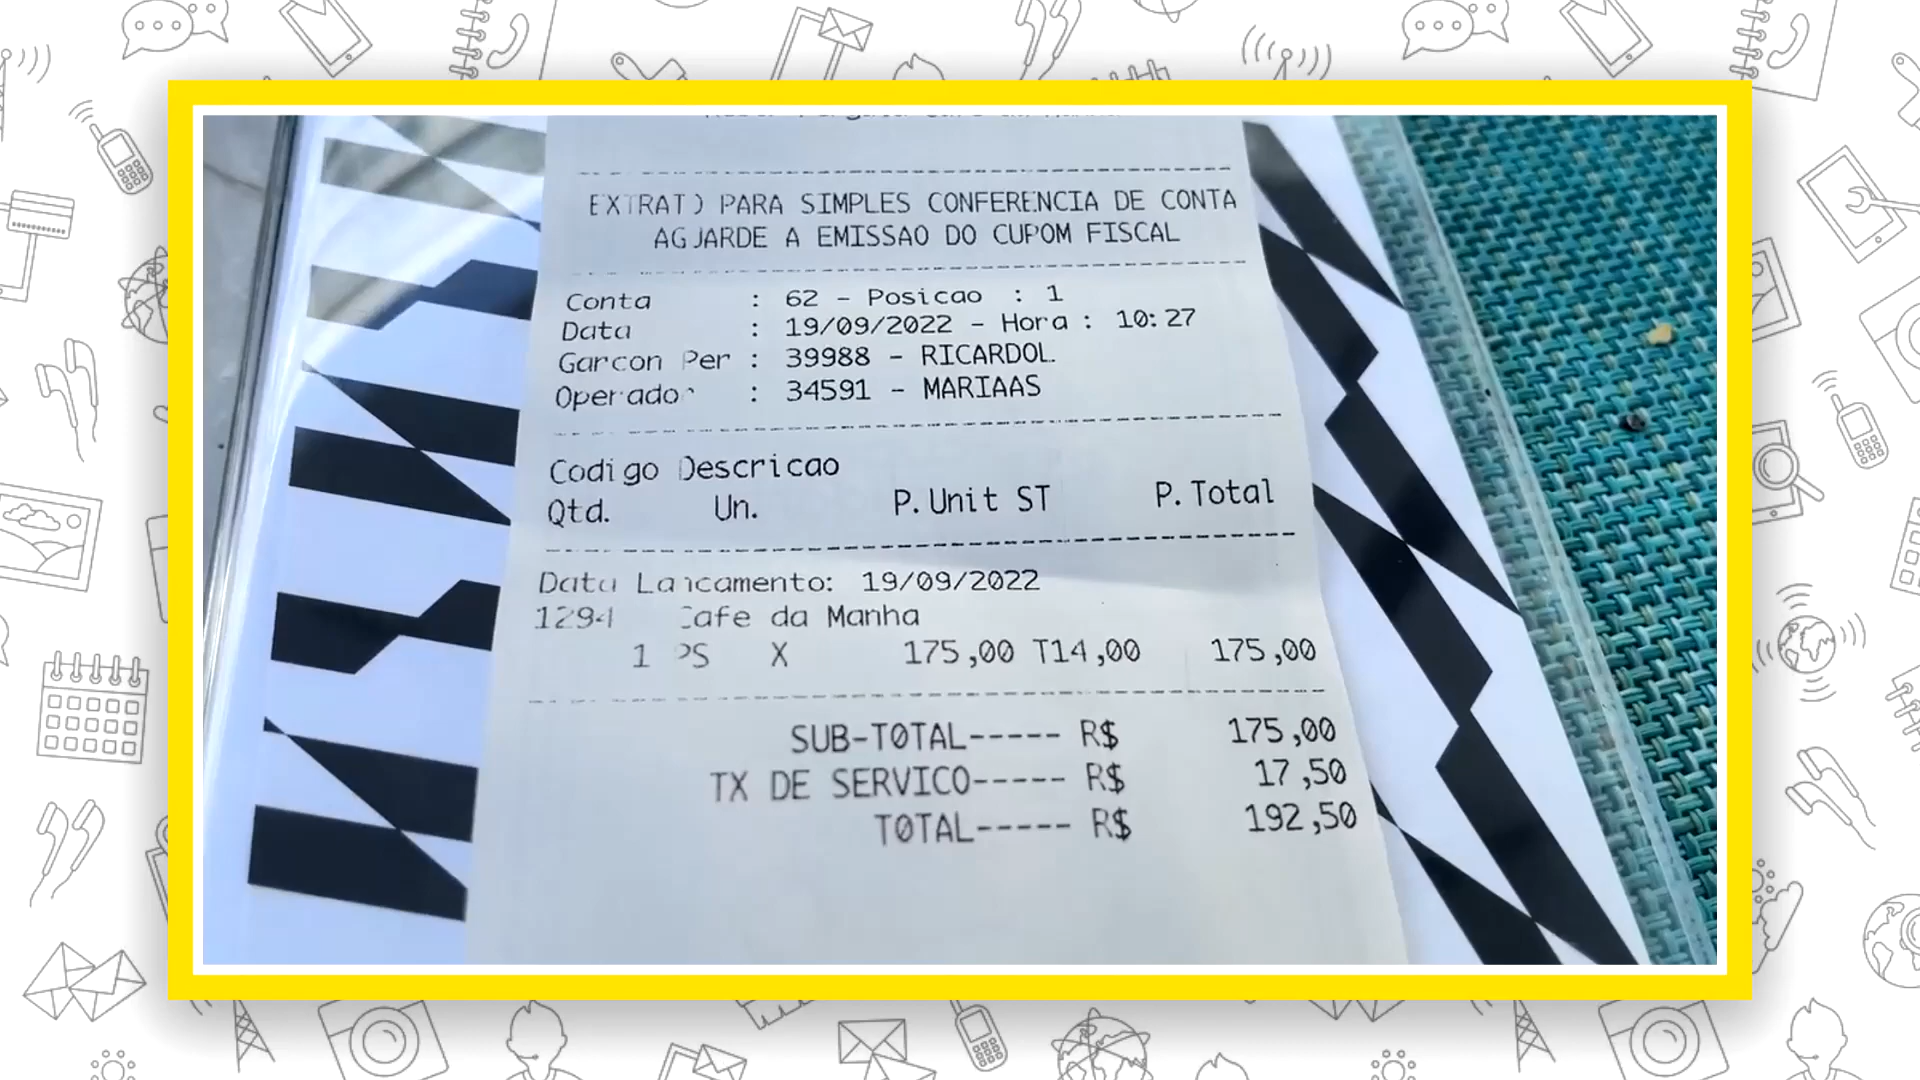 EXTRATO PARA SIMPLES CONFERENCIA DE CONTA
AGUARDE A EMISSAO DO CUPOM FISCAL
Conta : 62 - Posicao : 1
Data : 19/09/2022 - Hora : 10:27
Garcon Per : 39988 - RICARDOL.
Operador : 34591 - MARIAAS
Codigo Descricao
Qtd. Un. P.Unit ST P.Total
Data Lancamento: 19/09/2022
1294 Cafe da Manha
1 PS X 175,00 T14,00 175,00
SUB-TOTAL----- R$ 175,00
TX DE SERVICO----- R$ 17,50
TOTAL----- R$ 192,50